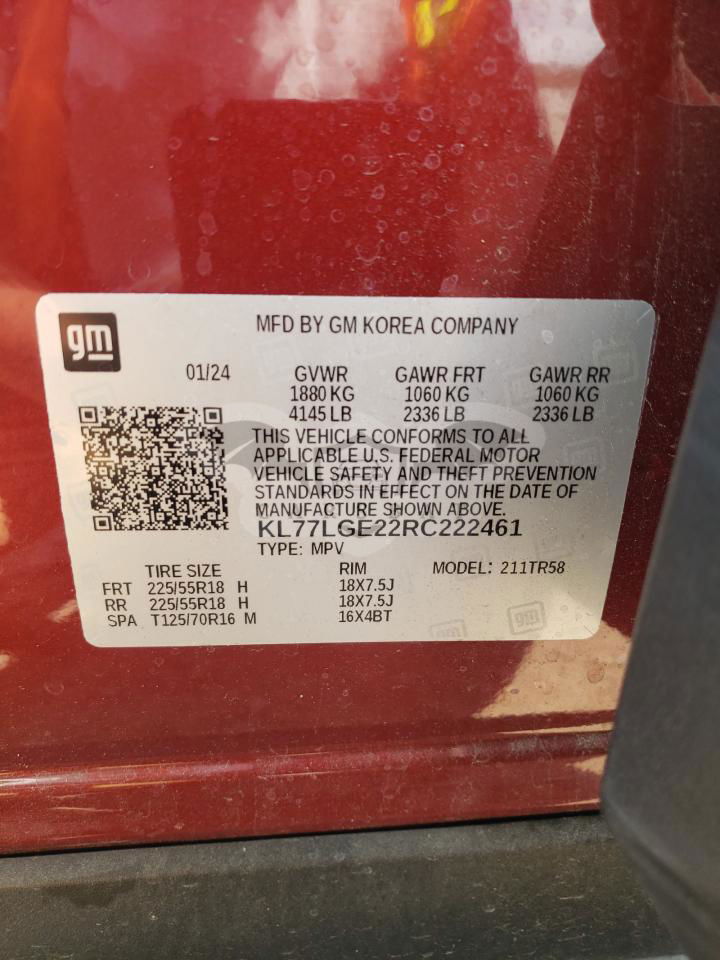 gm
MFD BY GM KOREA COMPANY
01/24 GVWR GAWR FRT GAWR RR
1880 KG 1060 KG 1060 KG
4145 LB 2336 LB 2336 LB
THIS VEHICLE CONFORMS TO ALL
APPLICABLE U.S. FEDERAL MOTOR
VEHICLE SAFETY AND THEFT PREVENTION
STANDARDS IN EFFECT ON THE DATE OF
MANUFACTURE SHOWN ABOVE.
KL77LGE22RC222461
TYPE: MPV
TIRE SIZE RIM MODEL: 211TR58
FRT 225/55R18 H 18X7.5J
RR 225/55R18 H 18X7.5J
SPA T125/70R16 M 16X4BT